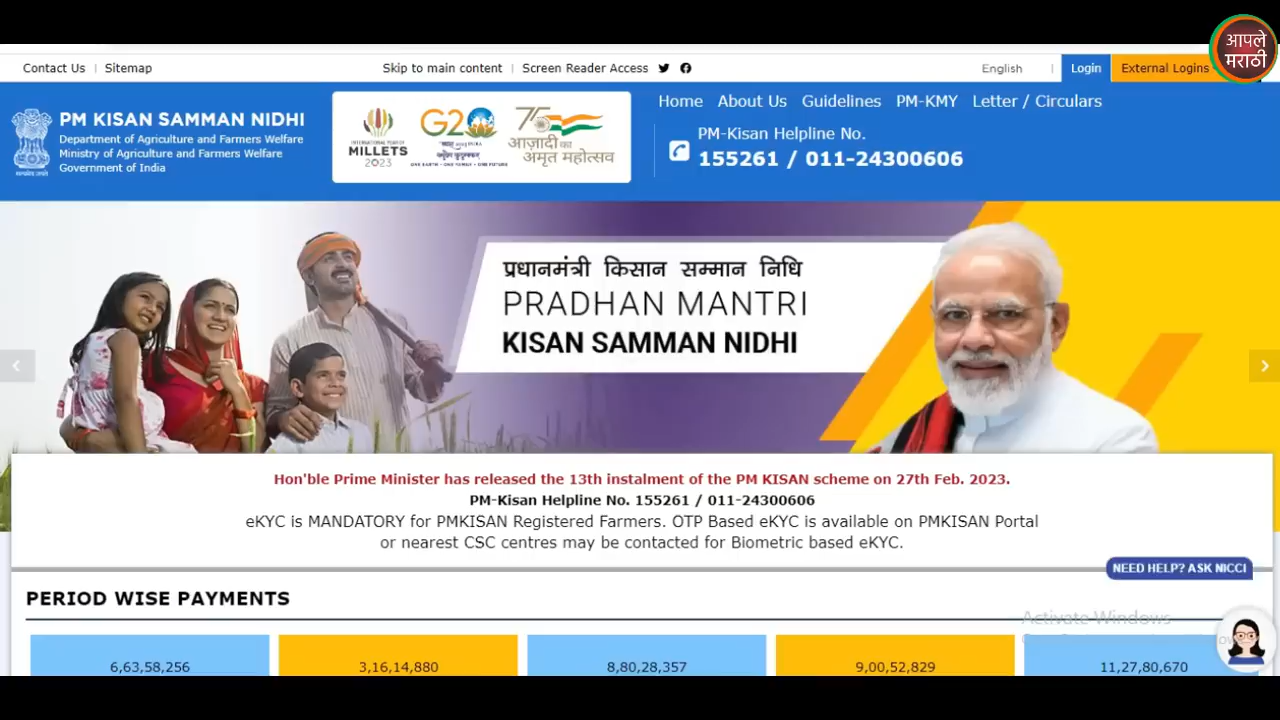 आपले
मराठी
Contact Us | Sitemap
Skip to main content | Screen Reader Access
English | Login External Logins
PM KISAN SAMMAN NIDHI
Department of Agriculture and Farmers Welfare
Ministry of Agriculture and Farmers Welfare
Government of India
INTERNATIONAL YEAR OF
MILLETS
2023
G20
75
आज़ादी का
अमृत महोत्सव
Home About Us Guidelines PM-KMY Letter / Circulars
PM-Kisan Helpline No.
155261 / 011-24300606
प्रधानमंत्री किसान सम्मान निधि
PRADHAN MANTRI
KISAN SAMMAN NIDHI
Hon'ble Prime Minister has released the 13th instalment of the PM KISAN scheme on 27th Feb. 2023.
PM-Kisan Helpline No. 155261 / 011-24300606
eKYC is MANDATORY for PMKISAN Registered Farmers. OTP Based eKYC is available on PMKISAN Portal
or nearest CSC centres may be contacted for Biometric based eKYC.
NEED HELP? ASK NICCI
PERIOD WISE PAYMENTS
Activate Windows
6,63,58,256 3,16,14,880 8,80,28,357 9,00,52,829 11,27,80,670